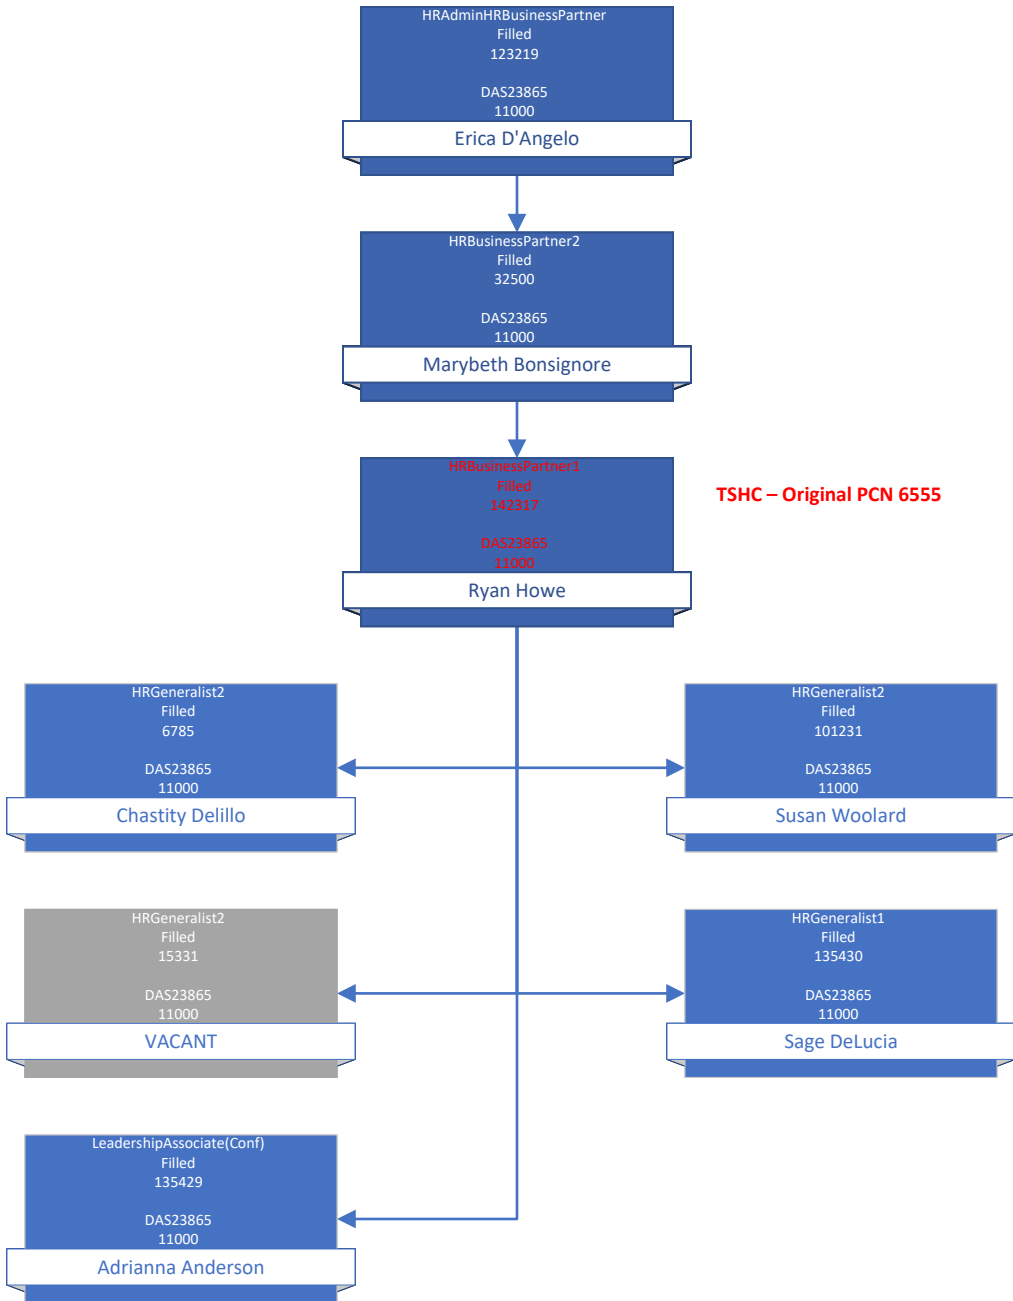 HRAdminHRBusinessPartner
Filled
123219
DAS23865
11000
Erica D'Angelo
HRBusinessPartner2
Filled
32500
DAS23865
11000
Marybeth Bonsignore
HRBusinessPartner1
Filled
142317
DAS23865
11000
Ryan Howe
TSHC – Original PCN 6555
HRGeneralist2
Filled
6785
DAS23865
11000
Chastity Delillo
HRGeneralist2
Filled
101231
DAS23865
11000
Susan Woolard
HRGeneralist2
Filled
15331
DAS23865
11000
VACANT
HRGeneralist1
Filled
135430
DAS23865
11000
Sage DeLucia
LeadershipAssociate(Conf)
Filled
135429
DAS23865
11000
Adrianna Anderson